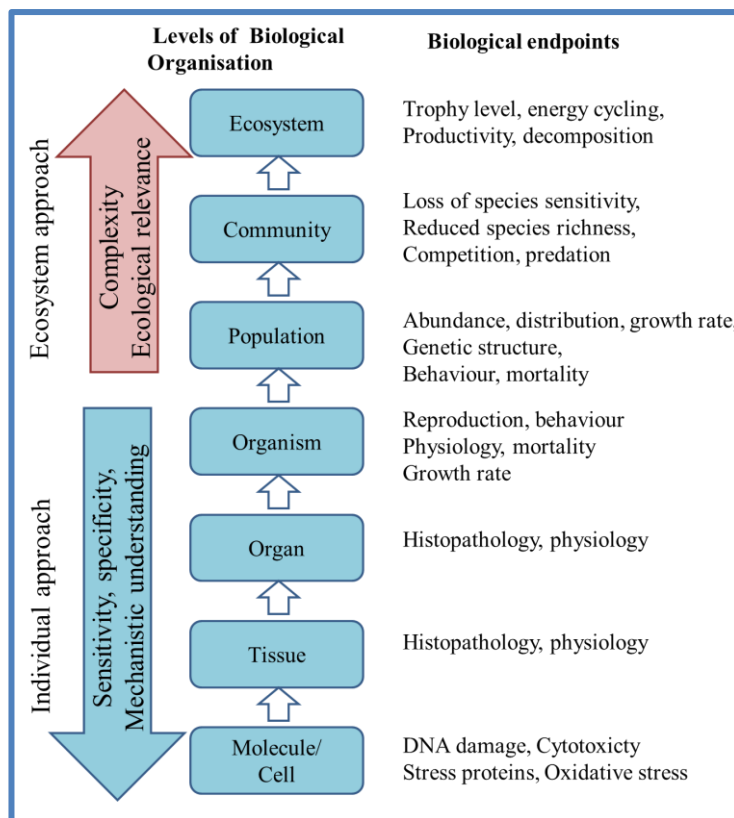 Levels of Biological
Organisation
Biological endpoints
Ecosystem approach
Complexity
Ecological relevance
Individual approach
Sensitivity, specificity,
Mechanistic understanding
Ecosystem
Trophy level, energy cycling,
Productivity, decomposition
Community
Loss of species sensitivity,
Reduced species richness,
Competition, predation
Population
Abundance, distribution, growth rate,
Genetic structure,
Behaviour, mortality
Organism
Reproduction, behaviour
Physiology, mortality
Growth rate
Organ
Histopathology, physiology
Tissue
Histopathology, physiology
Molecule/
Cell
DNA damage, Cytotoxicty
Stress proteins, Oxidative stress